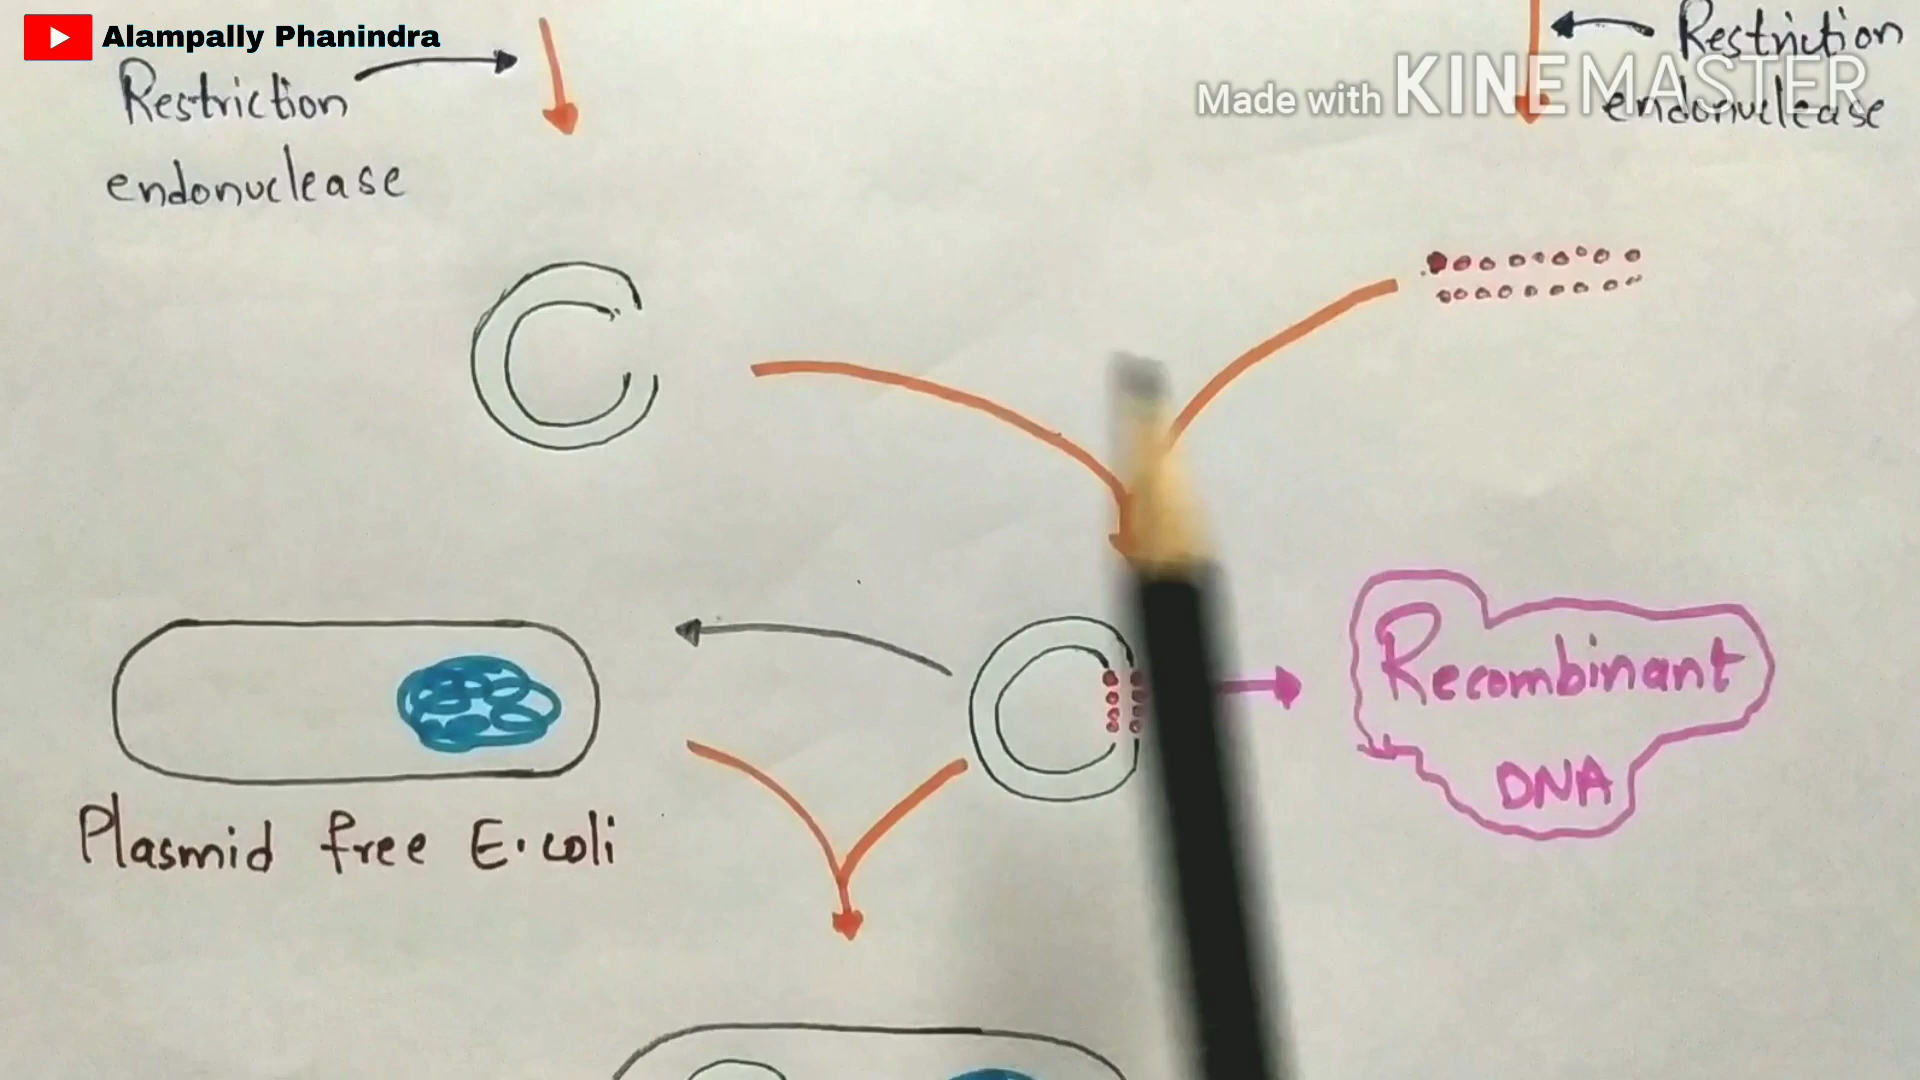 Alampally Phanindra
Restriction
endonuclease
Restriction
endonuclease
Made with KINEMASTER
Recombinant
DNA
Plasmid free E.coli